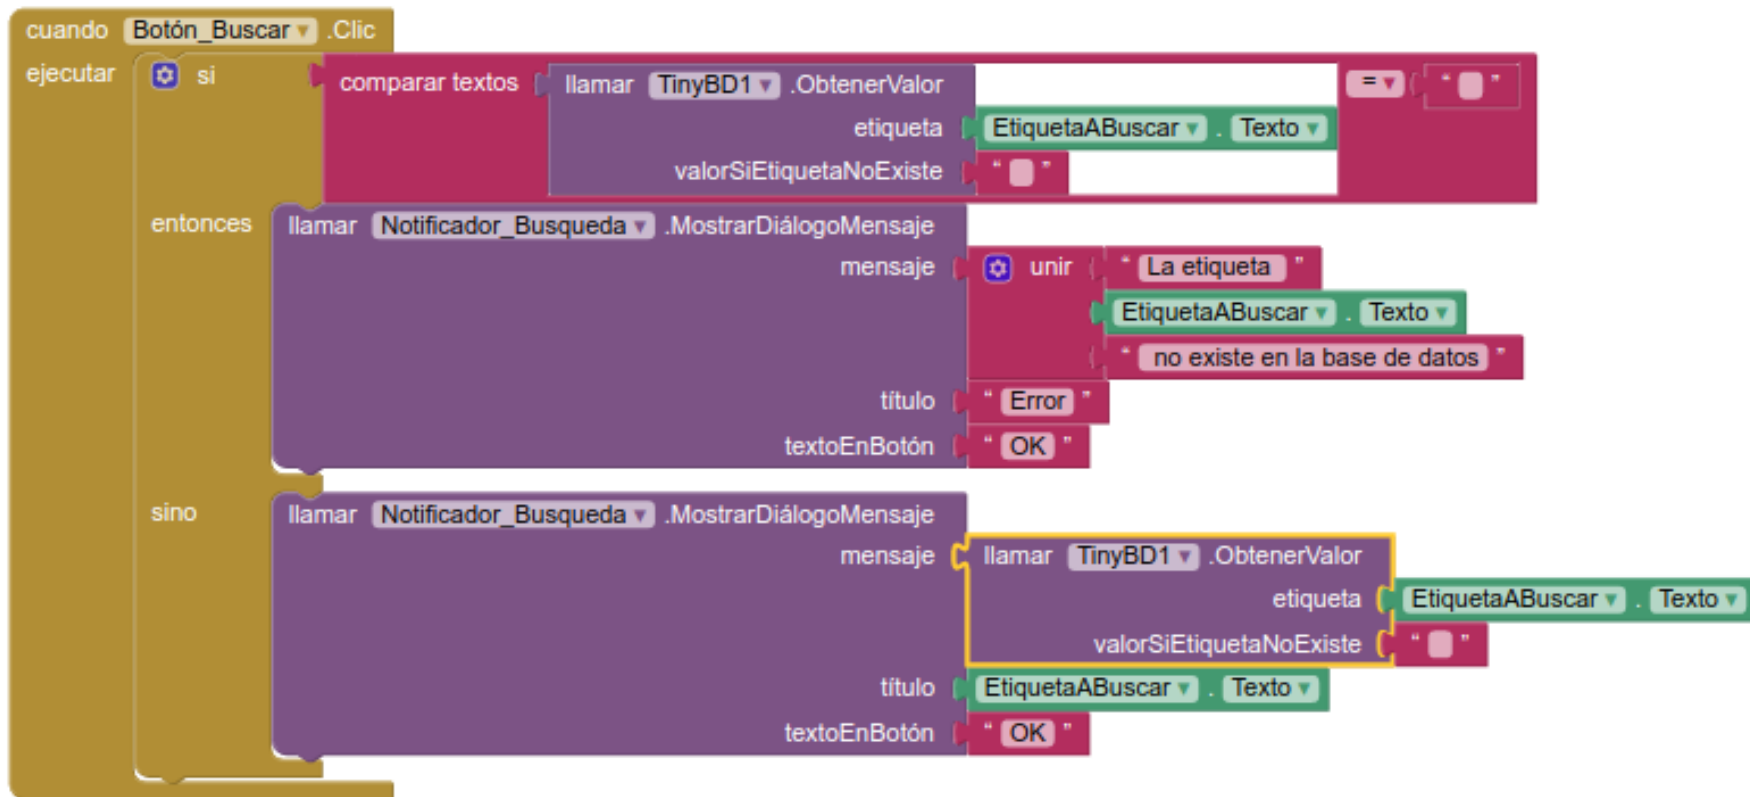 cuando Botón_Buscar .Clic
ejecutar si comparar textos llamar TinyBD1 .ObtenerValor = “ ”
etiqueta EtiquetaABuscar . Texto
valorSiEtiquetaNoExiste “ ”
entonces llamar Notificador_Busqueda .MostrarDiálogoMensaje
mensaje unir “ La etiqueta ”
EtiquetaABuscar . Texto
“ no existe en la base de datos ”
título “ Error ”
textoEnBotón “ OK ”
sino llamar Notificador_Busqueda .MostrarDiálogoMensaje
mensaje llamar TinyBD1 .ObtenerValor
etiqueta EtiquetaABuscar . Texto
valorSiEtiquetaNoExiste “ ”
título EtiquetaABuscar . Texto
textoEnBotón “ OK ”